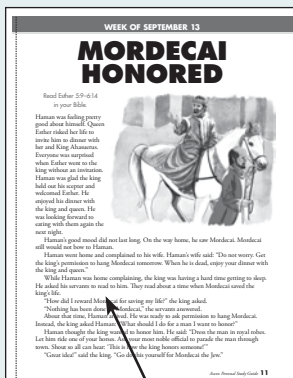 WEEK OF SEPTEMBER 13
MORDECAI
HONORED
Read Esther 5:9–6:14
in your Bible.
Haman was feeling pretty
good about himself. Queen
Esther risked her life to
invite him to dinner with
her and King Ahasuerus.
Everyone was surprised
when Esther went to the
king without an invitation.
Haman was glad the king
held out his scepter and
welcomed Esther. He
enjoyed his dinner with
the king and queen. He
was looking forward to
eating with them again the
next night.
Haman's good mood did not last long. On the way home, he saw Mordecai. Mordecai
still would not bow to Haman.
Haman went home and complained to his wife. Haman's wife said: "Do not worry. Get
the king's permission to hang Mordecai tomorrow. When he is dead, enjoy your dinner with
the king and queen."
While Haman was home complaining, the king was having a hard time getting to sleep.
He asked his servants to read to him. They read about a time when Mordecai saved the
king's life.
"How did I reward Mordecai for saving my life?" the king asked.
"Nothing has been done Mordecai," the servants answered.
About that time, Haman. He was ready to ask permission to hang Mordecai.
Instead, the king asked Haman "What should I do for a man I want to honor?"
Haman thought the king wanted to honor him. He said: "Dress the man in royal robes.
Let him ride one of your horses. Ask your most noble official to parade the man through
town. Shout so all can hear: 'This is how the king honors someone!'"
"Great idea!" said the king. "Go do this yourself for Mordecai the Jew."
Personal Study Guide 11